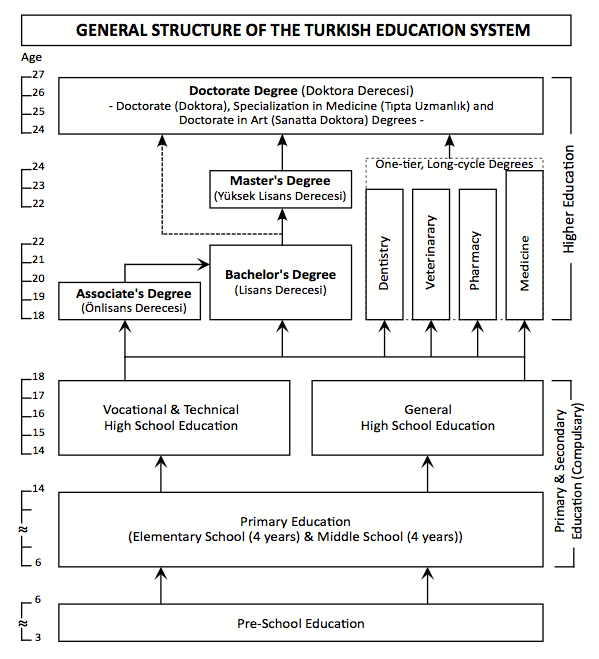 GENERAL STRUCTURE OF THE TURKISH EDUCATION SYSTEM
Age
27
26
25
24
Doctorate Degree (Doktora Derecesi)
- Doctorate (Doktora), Specialization in Medicine (Tıpta Uzmanlık) and
Doctorate in Art (Sanatta Doktora) Degrees -
24
23
22
Master's Degree
(Yüksek Lisans Derecesi)
One-tier, Long-cycle Degrees
22
21
20
19
18
Associate's Degree
(Önlisans Derecesi)
Bachelor's Degree
(Lisans Derecesi)
Dentistry
Veterinarary
Pharmacy
Medicine
Higher Education
18
17
16
15
14
Vocational & Technical
High School Education
General
High School Education
14
≈
6
Primary Education
(Elementary School (4 years) & Middle School (4 years))
Primary & Secondary
Education (Compulsary)
6
≈
3
Pre-School Education